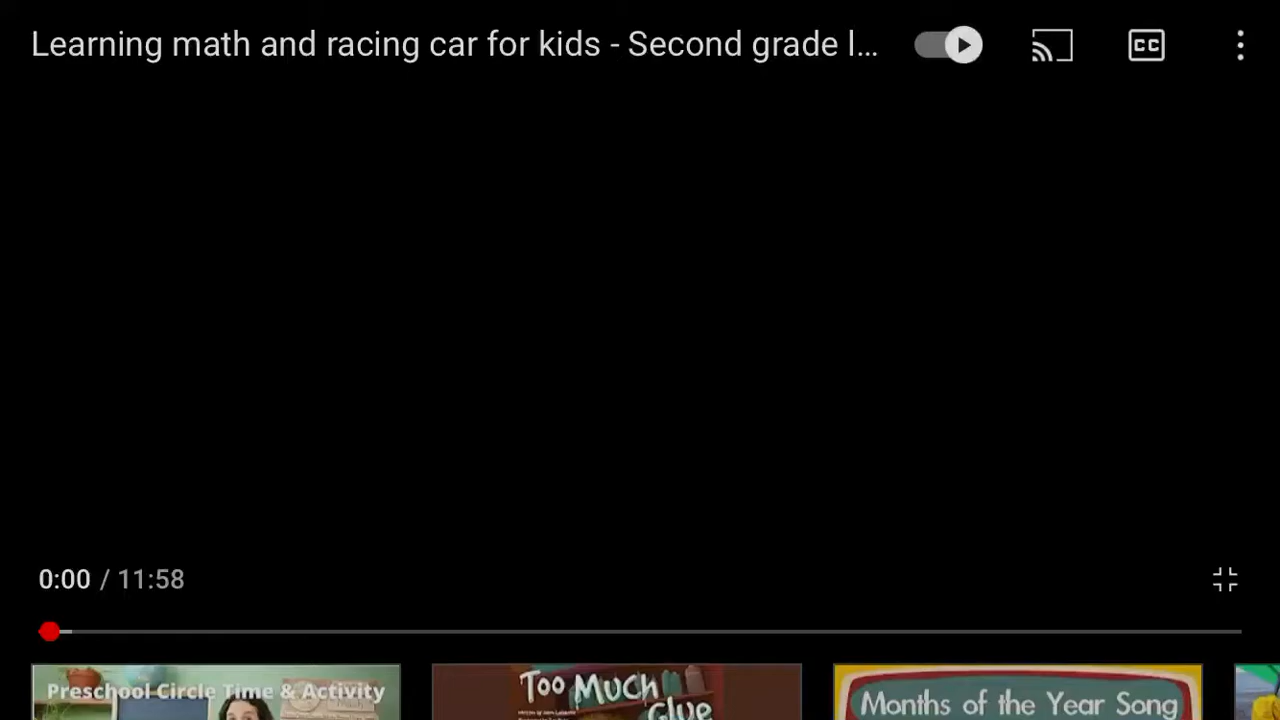 Learning math and racing car for kids - Second grade l...
CC
0:00 / 11:58
Preschool Circle Time & Activity
Too Much
Glue
Months of the Year Song